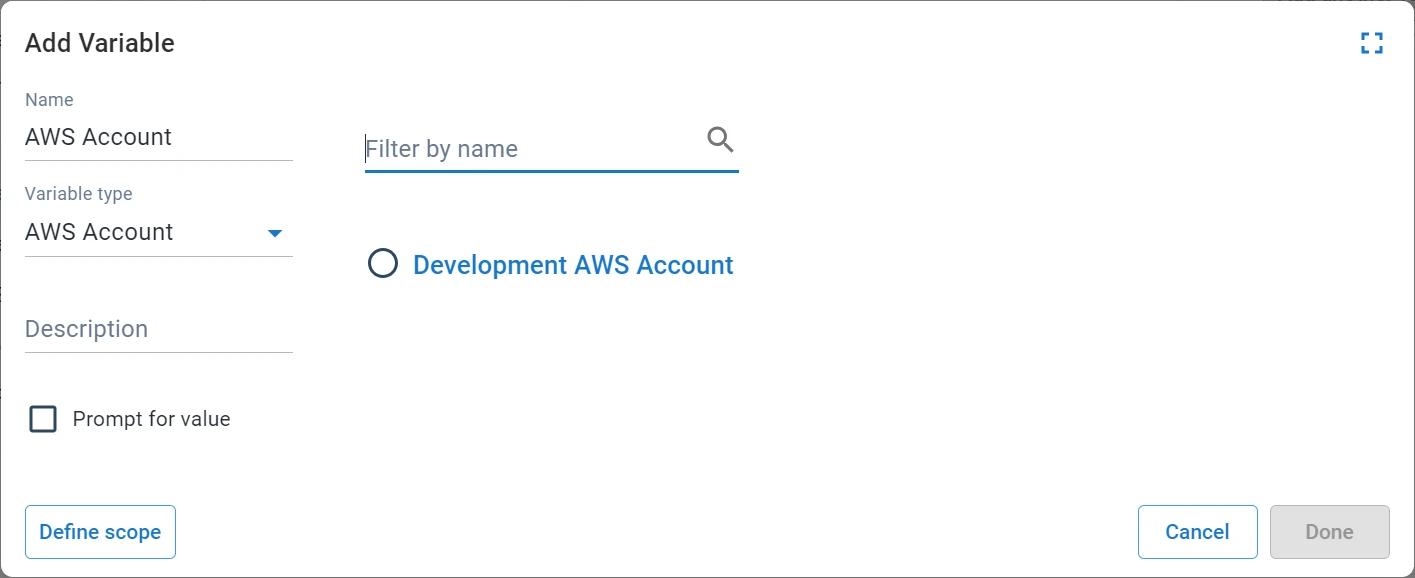 Add Variable
Name
AWS Account
Filter by name
Variable type
AWS Account
Development AWS Account
Description
Prompt for value
Define scope
Cancel
Done